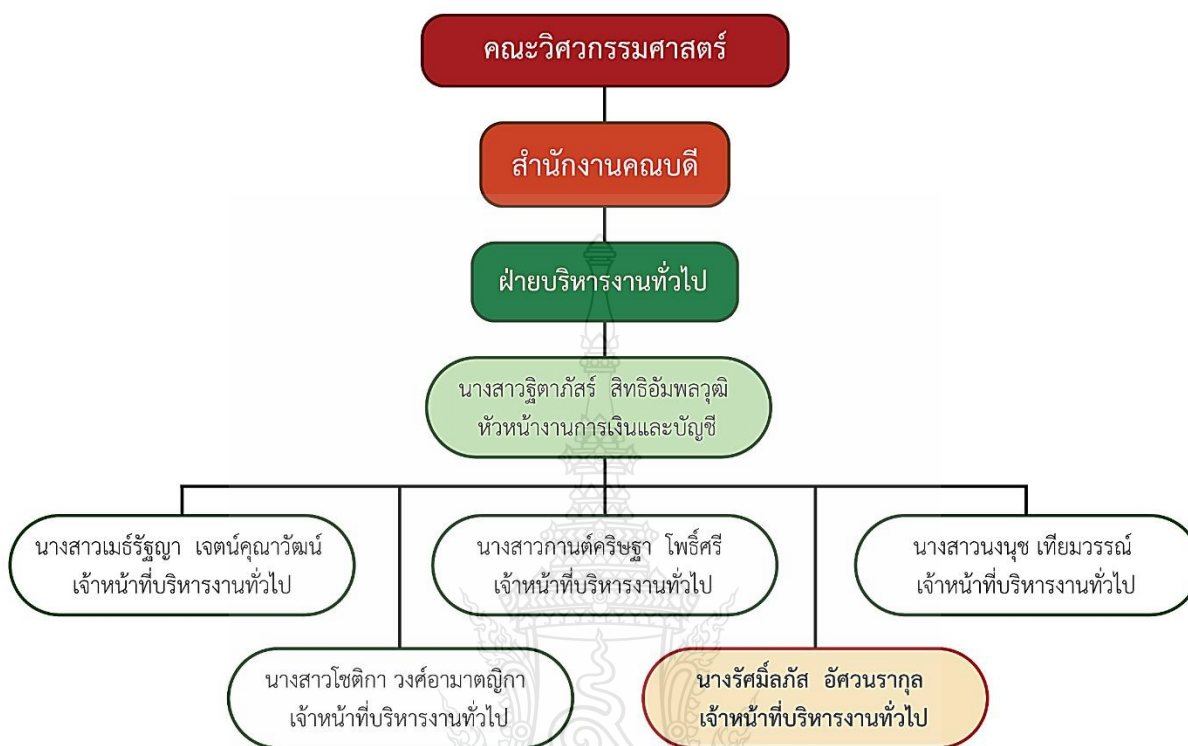 คณะวิศวกรรมศาสตร์
สำนักงานคณบดี
ฝ่ายบริหารงานทั่วไป
นางสาวฐิตาภัสร์ สิทธิอัมพลวุฒิ
หัวหน้างานการเงินและบัญชี
นางสาวเมธ์รัฐญา เจตน์คุณาวัฒน์
เจ้าหน้าที่บริหารงานทั่วไป
นางสาวกานต์คริษฐา โพธิ์ศรี
เจ้าหน้าที่บริหารงานทั่วไป
นางสาวนงนุช เทียมวรรณ์
เจ้าหน้าที่บริหารงานทั่วไป
นางสาวโชติกา วงศ์อามาตญิกา
เจ้าหน้าที่บริหารงานทั่วไป
นางรัศมิ์ลภัส อัศวนรากุล
เจ้าหน้าที่บริหารงานทั่วไป